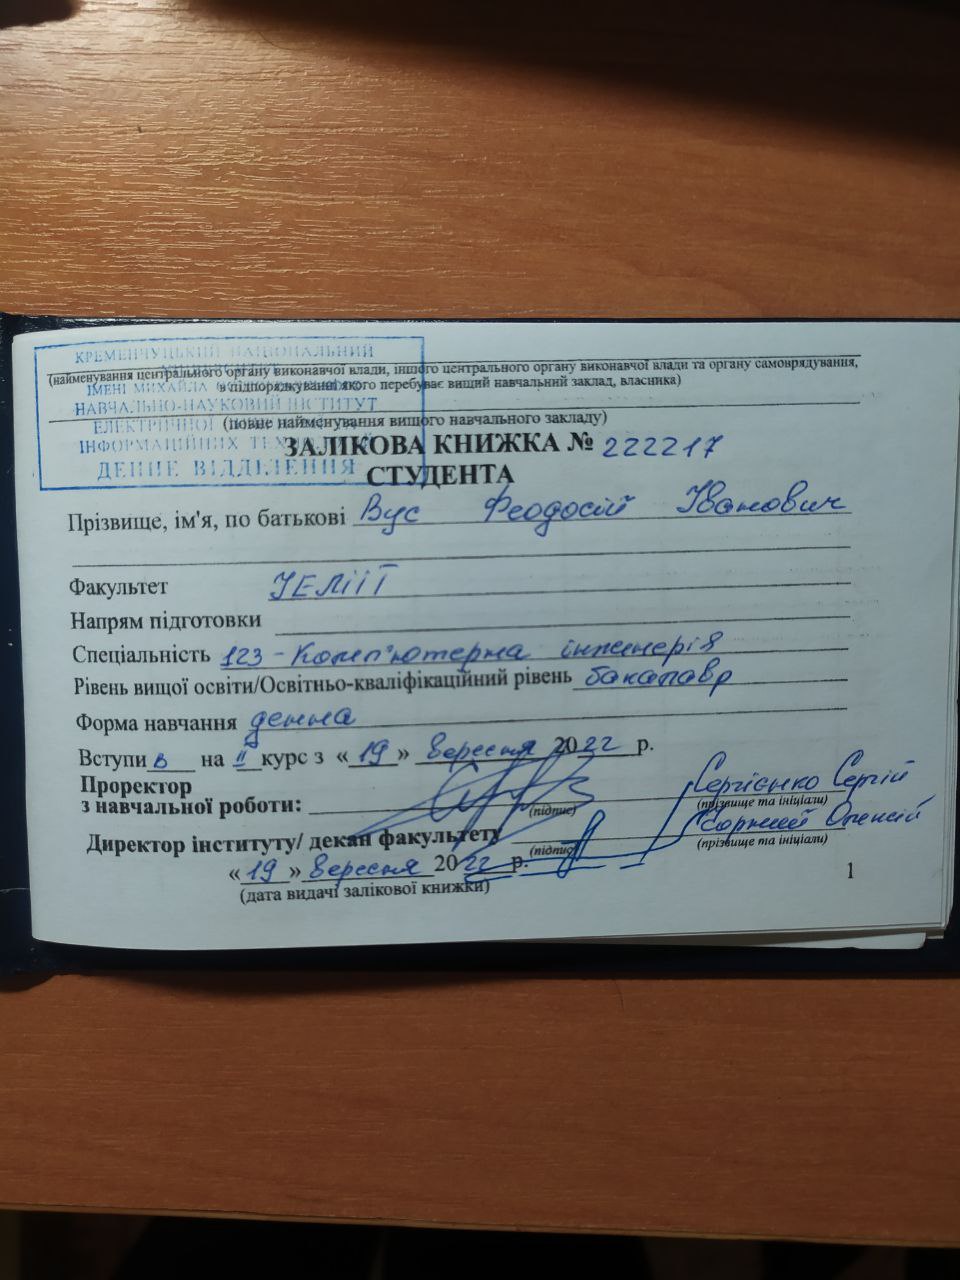 КРЕМЕНЧУЦЬКИЙ НАЦІОНАЛЬНИЙ
(найменування центрального органу виконавчої влади, іншого центрального органу виконавчої влади та органу самоврядування,
ІМЕНІ МИХАЙЛА
в підпорядкуванні якого перебуває вищий навчальний заклад, власника)
НАВЧАЛЬНО-НАУКОВИЙ ІНСТИТУТ
ЕЛЕКТРИЧНОЇ
(повне найменування вищого навчального закладу)
ІНФОРМАЦІЙНИХ ТЕХНОЛОГІЙ
ДЕННЕ ВІДДІЛЕННЯ
ЗАЛІКОВА КНИЖКА № 222217
СТУДЕНТА
Прізвище, ім'я, по батькові Вус Феодосій Іванович
Факультет
Напрям підготовки
Спеціальність 123 - Комп'ютерна інженерія
Рівень вищої освіти/Освітньо-кваліфікаційний рівень бакалавр
Форма навчання денна
Вступив на ІІ курс з «19» вересня 2022 р.
Проректор
з навчальної роботи: Сергієнко Сергій
(підпис) (прізвище та ініціали)
Директор інституту/ декан факультету
(підпис) (прізвище та ініціали)
«19» вересня 2022 р.
(дата видачі залікової книжки)
1